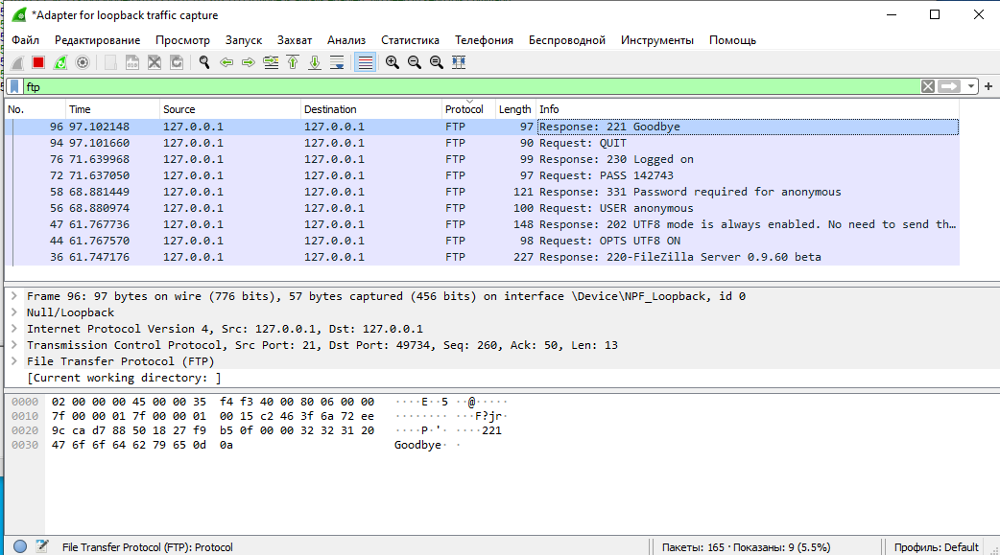 *Adapter for loopback traffic capture
Файл Редактирование Просмотр Запуск Захват Анализ Статистика Телефония Беспроводной Инструменты Помощь
ftp
No. Time Source Destination Protocol Length Info
96 97.102148 127.0.0.1 127.0.0.1 FTP 97 Response: 221 Goodbye
94 97.101660 127.0.0.1 127.0.0.1 FTP 90 Request: QUIT
76 71.639968 127.0.0.1 127.0.0.1 FTP 99 Response: 230 Logged on
72 71.637050 127.0.0.1 127.0.0.1 FTP 97 Request: PASS 142743
58 68.881449 127.0.0.1 127.0.0.1 FTP 121 Response: 331 Password required for anonymous
56 68.880974 127.0.0.1 127.0.0.1 FTP 100 Request: USER anonymous
47 61.767736 127.0.0.1 127.0.0.1 FTP 148 Response: 202 UTF8 mode is always enabled. No need to send th…
44 61.767570 127.0.0.1 127.0.0.1 FTP 98 Request: OPTS UTF8 ON
36 61.747176 127.0.0.1 127.0.0.1 FTP 227 Response: 220-FileZilla Server 0.9.60 beta
Frame 96: 97 bytes on wire (776 bits), 57 bytes captured (456 bits) on interface \Device\NPF_Loopback, id 0
Null/Loopback
Internet Protocol Version 4, Src: 127.0.0.1, Dst: 127.0.0.1
Transmission Control Protocol, Src Port: 21, Dst Port: 49734, Seq: 260, Ack: 50, Len: 13
File Transfer Protocol (FTP)
[Current working directory: ]
0000 02 00 00 00 45 00 00 35 f4 f3 40 00 80 06 00 00 ····E··5 ··@·····
0010 7f 00 00 01 7f 00 00 01 00 15 c2 46 3f 6a 72 ee ········ ···F?jr·
0020 9c ca d7 88 50 18 27 f9 b5 0f 00 00 32 32 31 20 ····P·'· ····221
0030 47 6f 6f 64 62 79 65 0d 0a Goodbye· ·
File Transfer Protocol (FTP): Protocol Пакеты: 165 · Показаны: 9 (5.5%) Профиль: Default